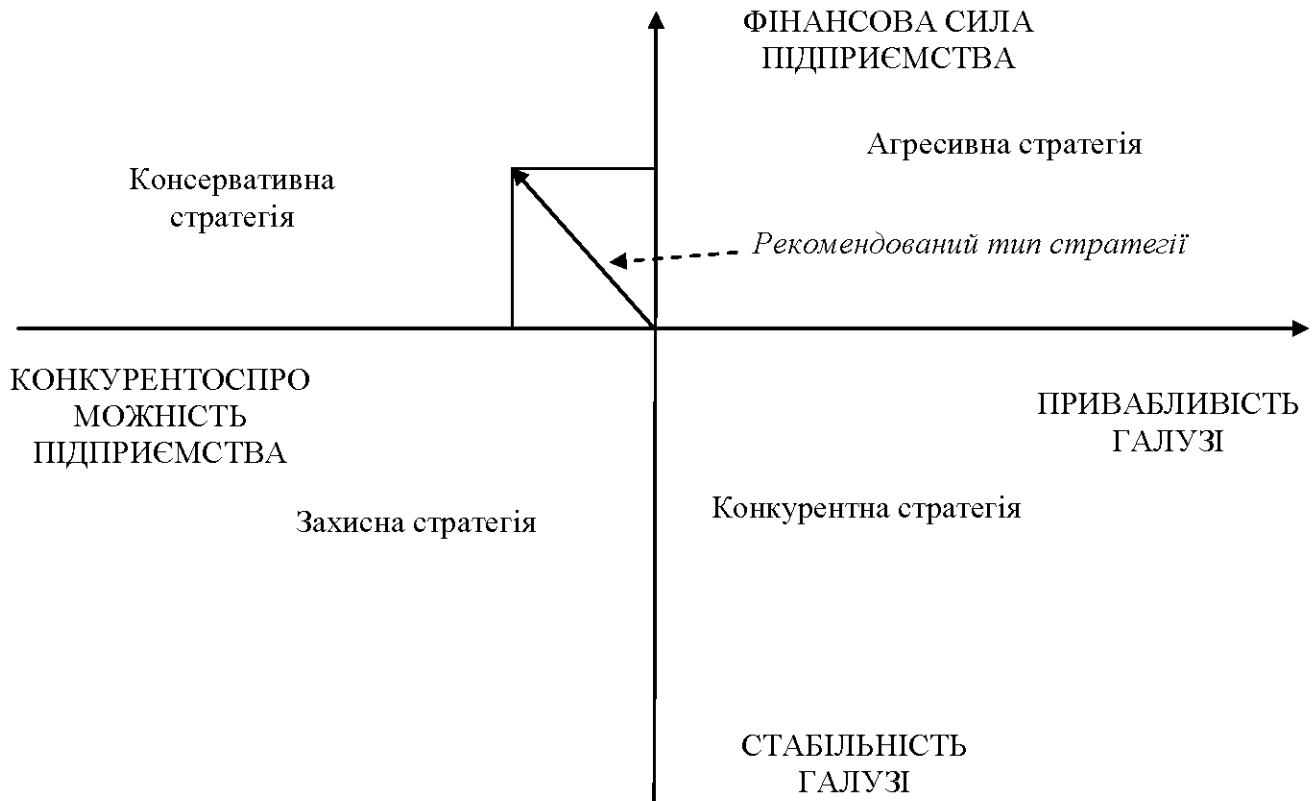 ФІНАНСОВА СИЛА
ПІДПРИЄМСТВА
Агресивна стратегія
Консервативна
стратегія
Рекомендований тип стратегії
КОНКУРЕНТОСПРО
МОЖНІСТЬ
ПІДПРИЄМСТВА
ПРИВАБЛИВІСТЬ
ГАЛУЗІ
Захисна стратегія
Конкурентна стратегія
СТАБІЛЬНІСТЬ
ГАЛУЗІ